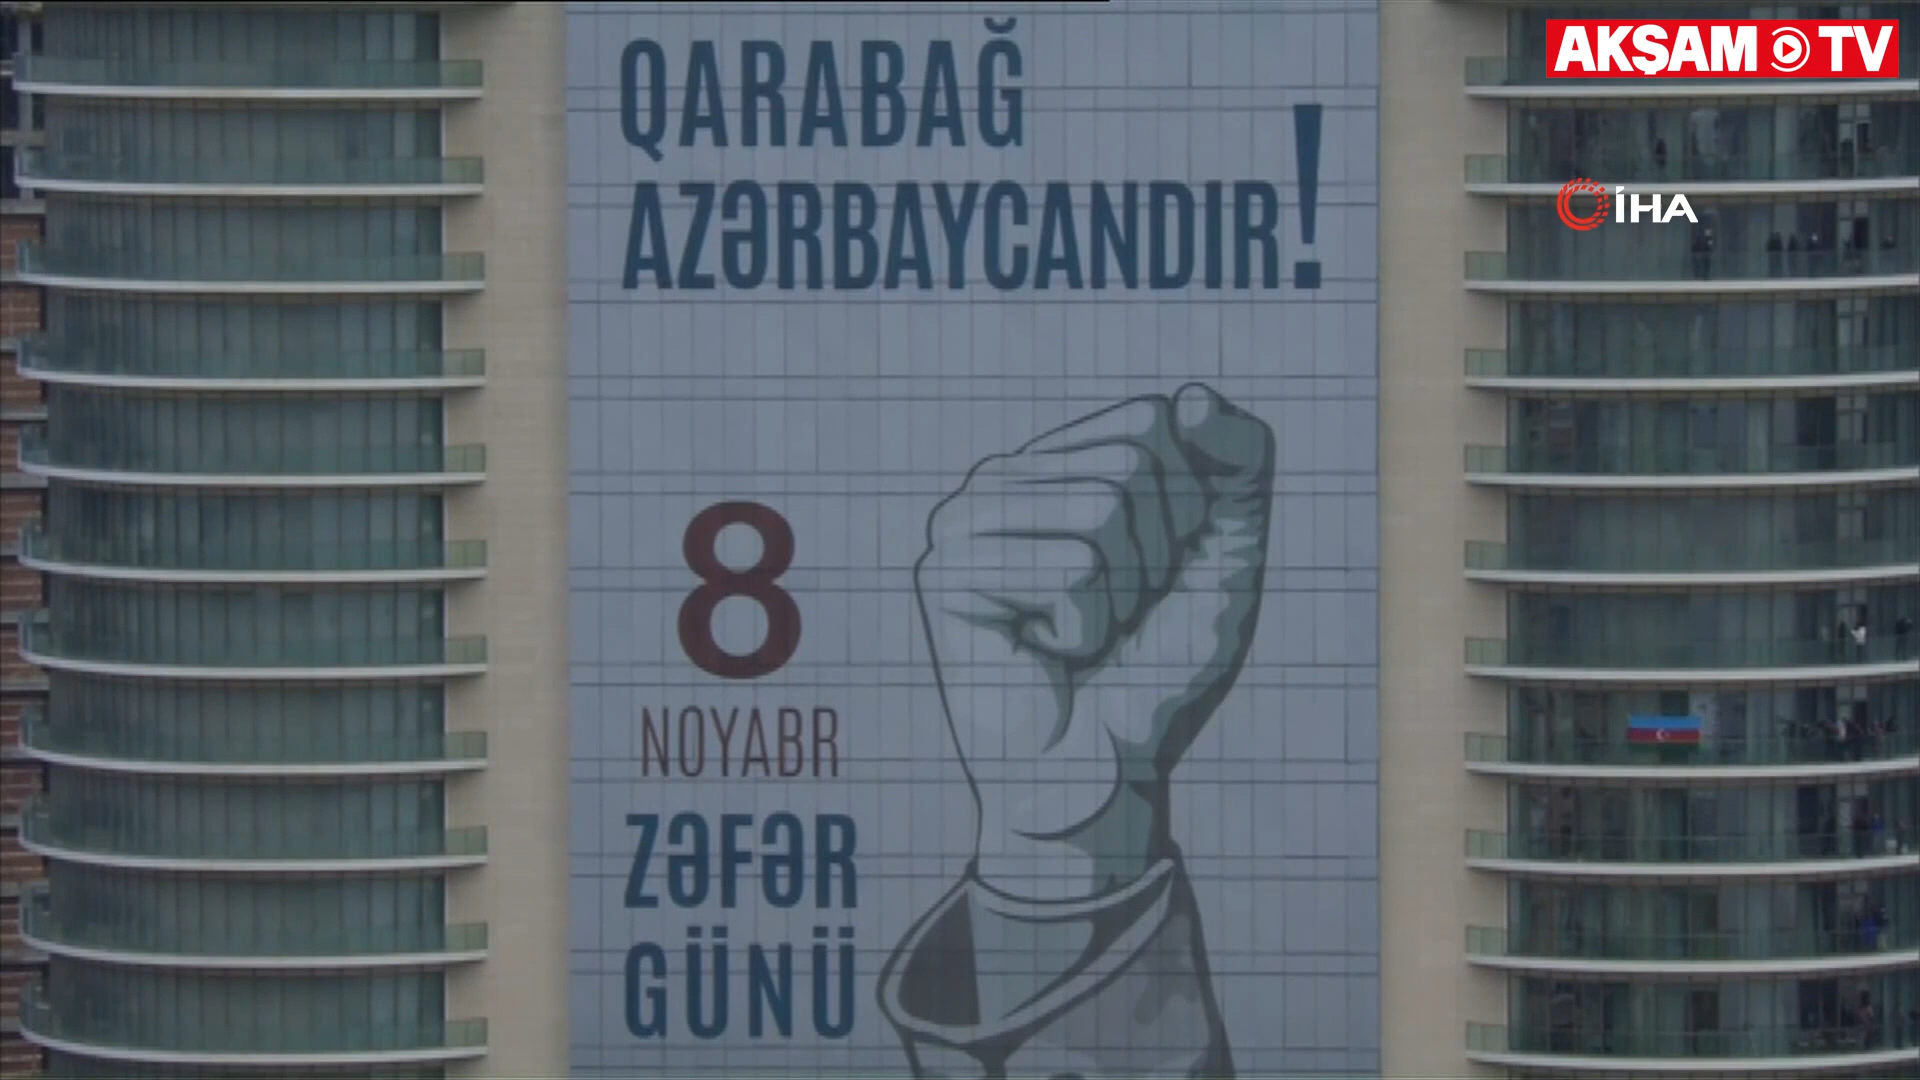 AKŞAM TV
İHA
QARABAĞ
AZƏRBAYCANDIR!
8
NOYABR
ZƏFƏR
GÜNÜ